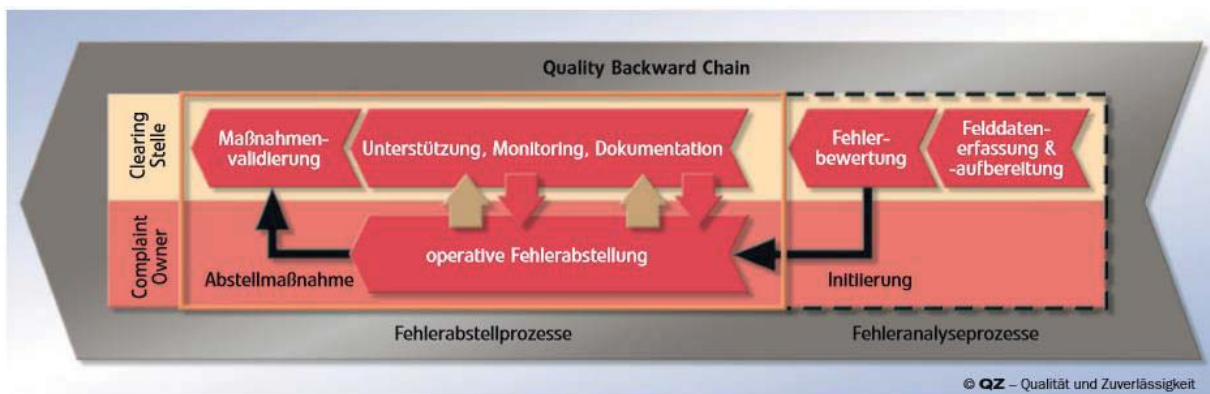 Quality Backward Chain
Clearing
Stelle
Maßnahmen-
validierung
Unterstützung, Monitoring, Dokumentation
Fehler-
bewertung
Felddaten-
erfassung &
-aufbereitung
Complaint
Owner
Abstellmaßnahme
operative Fehlerabstellung
Initiierung
Fehlerabstellprozesse
Fehleranalyseprozesse
© QZ – Qualität und Zuverlässigkeit